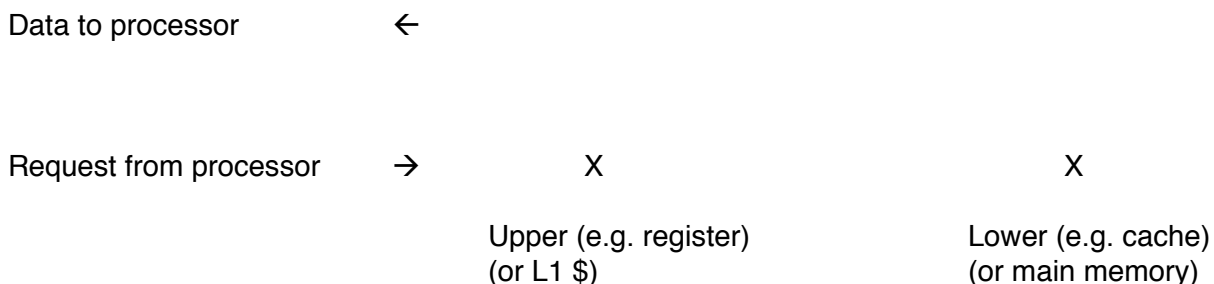 Data to processor ←
Request from processor → X X
Upper (e.g. register) Lower (e.g. cache)
(or L1 $) (or main memory)